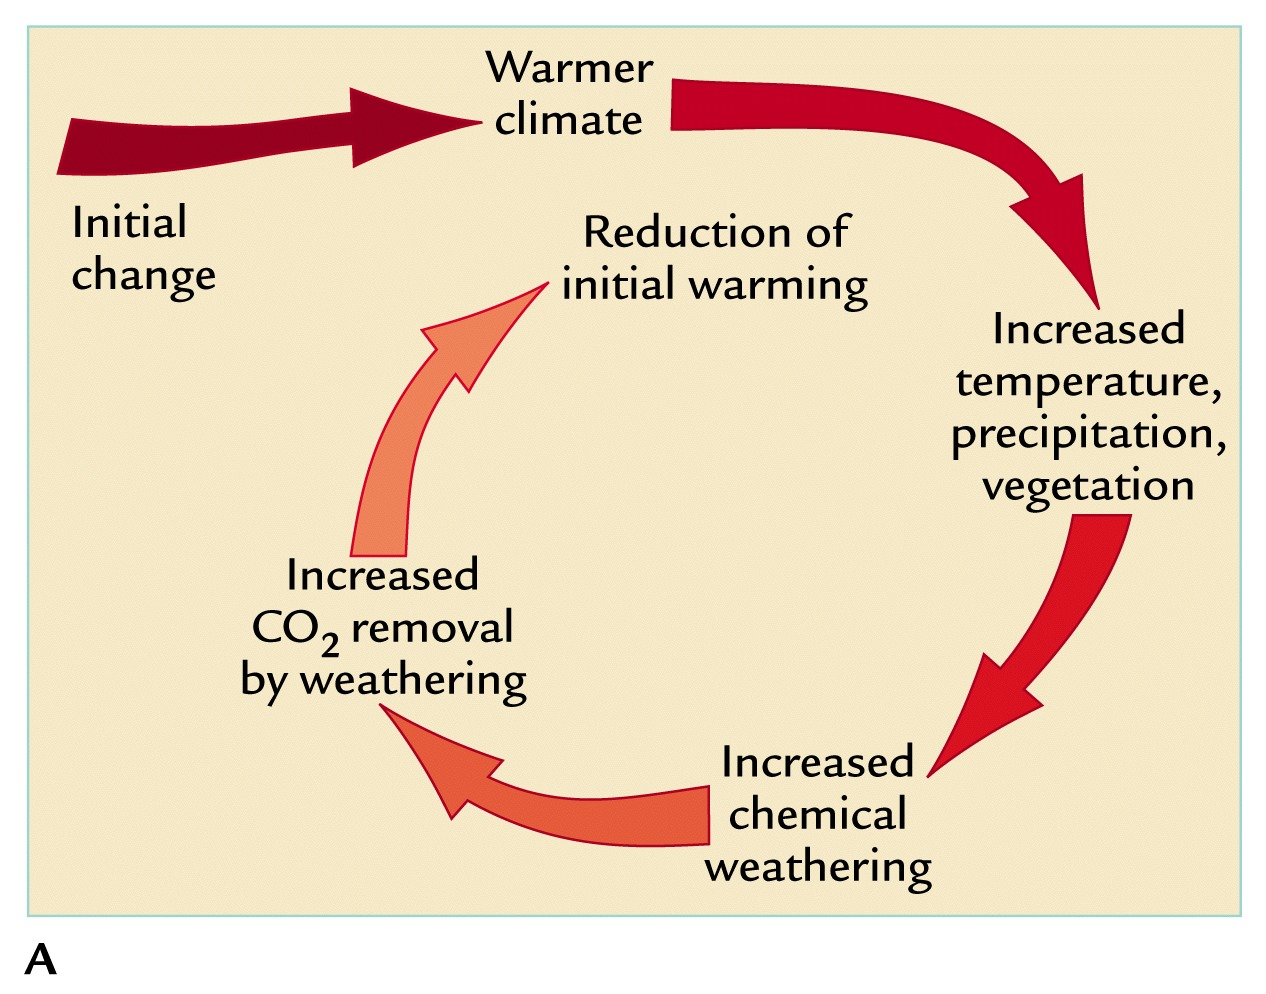 Warmer
climate
Initial
change
Reduction of
initial warming
Increased
temperature,
precipitation,
vegetation
Increased
CO₂ removal
by weathering
Increased
chemical
weathering
A